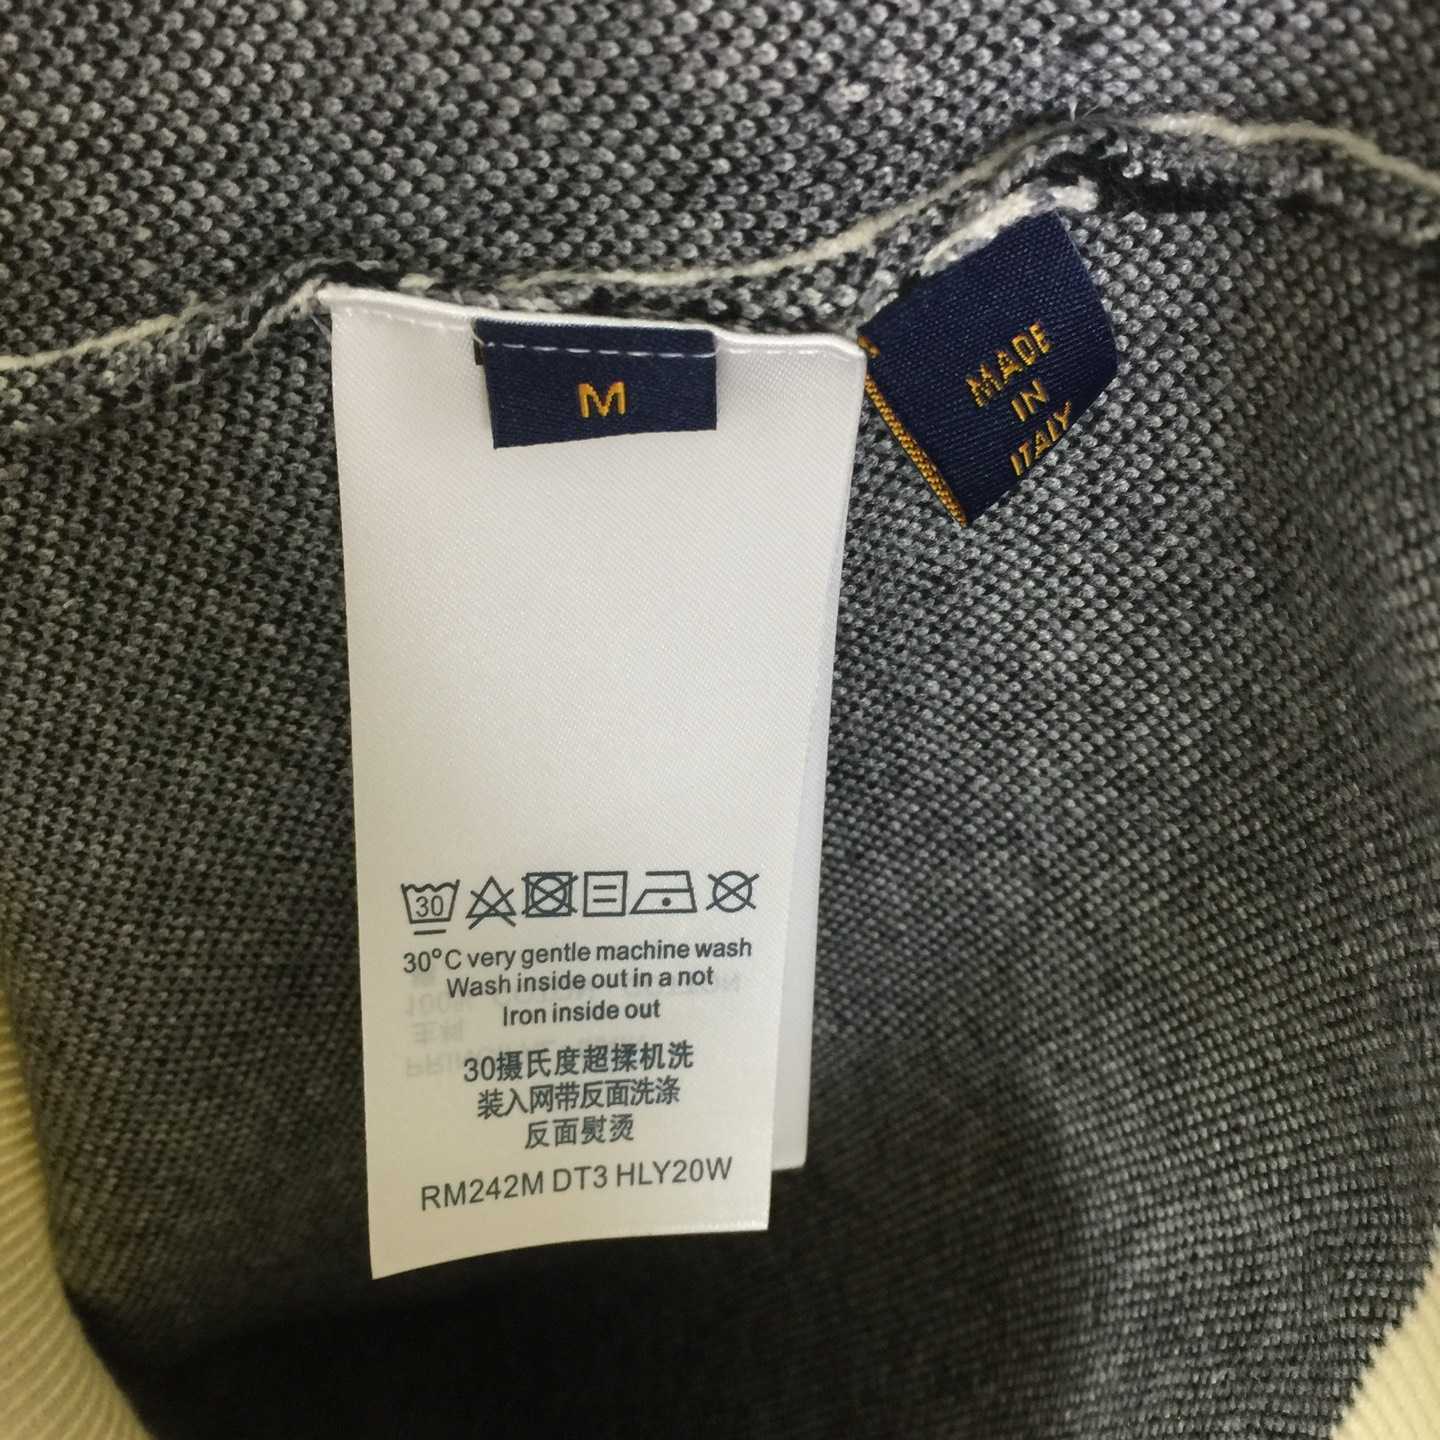 M
MADE
IN
ITALY
30
30°C very gentle machine wash
Wash inside out in a not
Iron inside out
30摄氏度超揉机洗
装入网带反面洗涤
反面熨烫
RM242M DT3 HLY20W